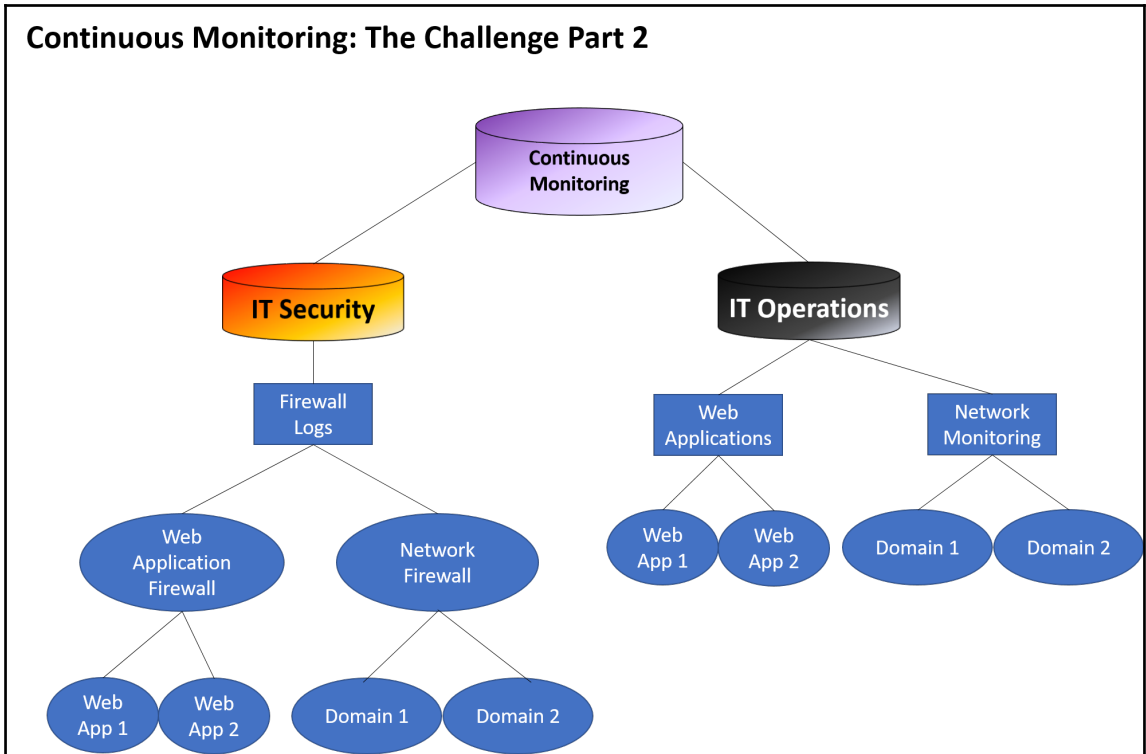 Continuous Monitoring: The Challenge Part 2
Continuous
Monitoring
IT Security
IT Operations
Firewall
Logs
Web
Applications
Network
Monitoring
Web
Application
Firewall
Network
Firewall
Web
App 1
Web
App 2
Domain 1
Domain 2
Web
App 1
Web
App 2
Domain 1
Domain 2